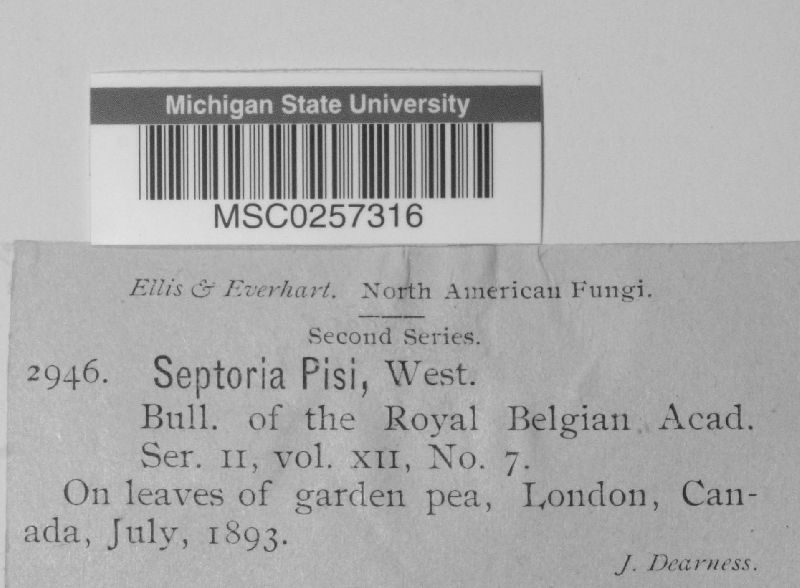 Michigan State University
MSC0257316
Ellis & Everhart. North American Fungi.
Second Series.
2946. Septoria Pisi, West.
Bull. of the Royal Belgian Acad.
Ser. II, vol. XII, No. 7.
On leaves of garden pea, London, Can-
ada, July, 1893.
J. Dearness.